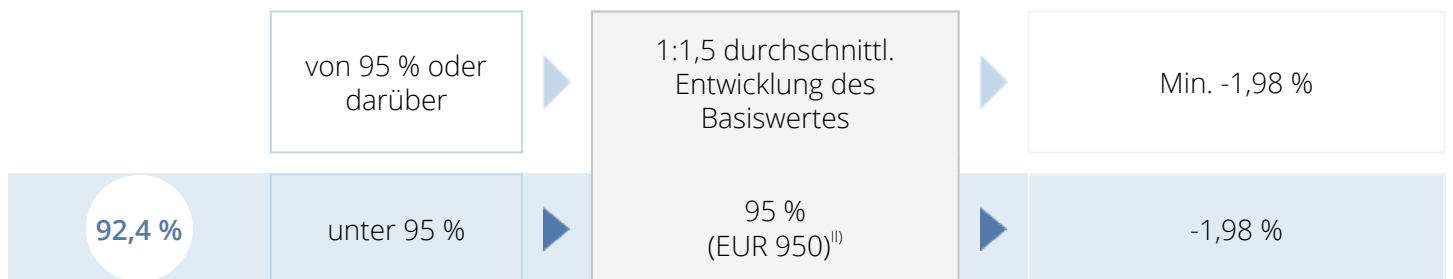 von 95 % oder
darüber
1:1,5 durchschnittl.
Entwicklung des
Basiswertes
Min. -1,98 %
92,4 %
unter 95 %
95 %
(EUR 950)II)
-1,98 %